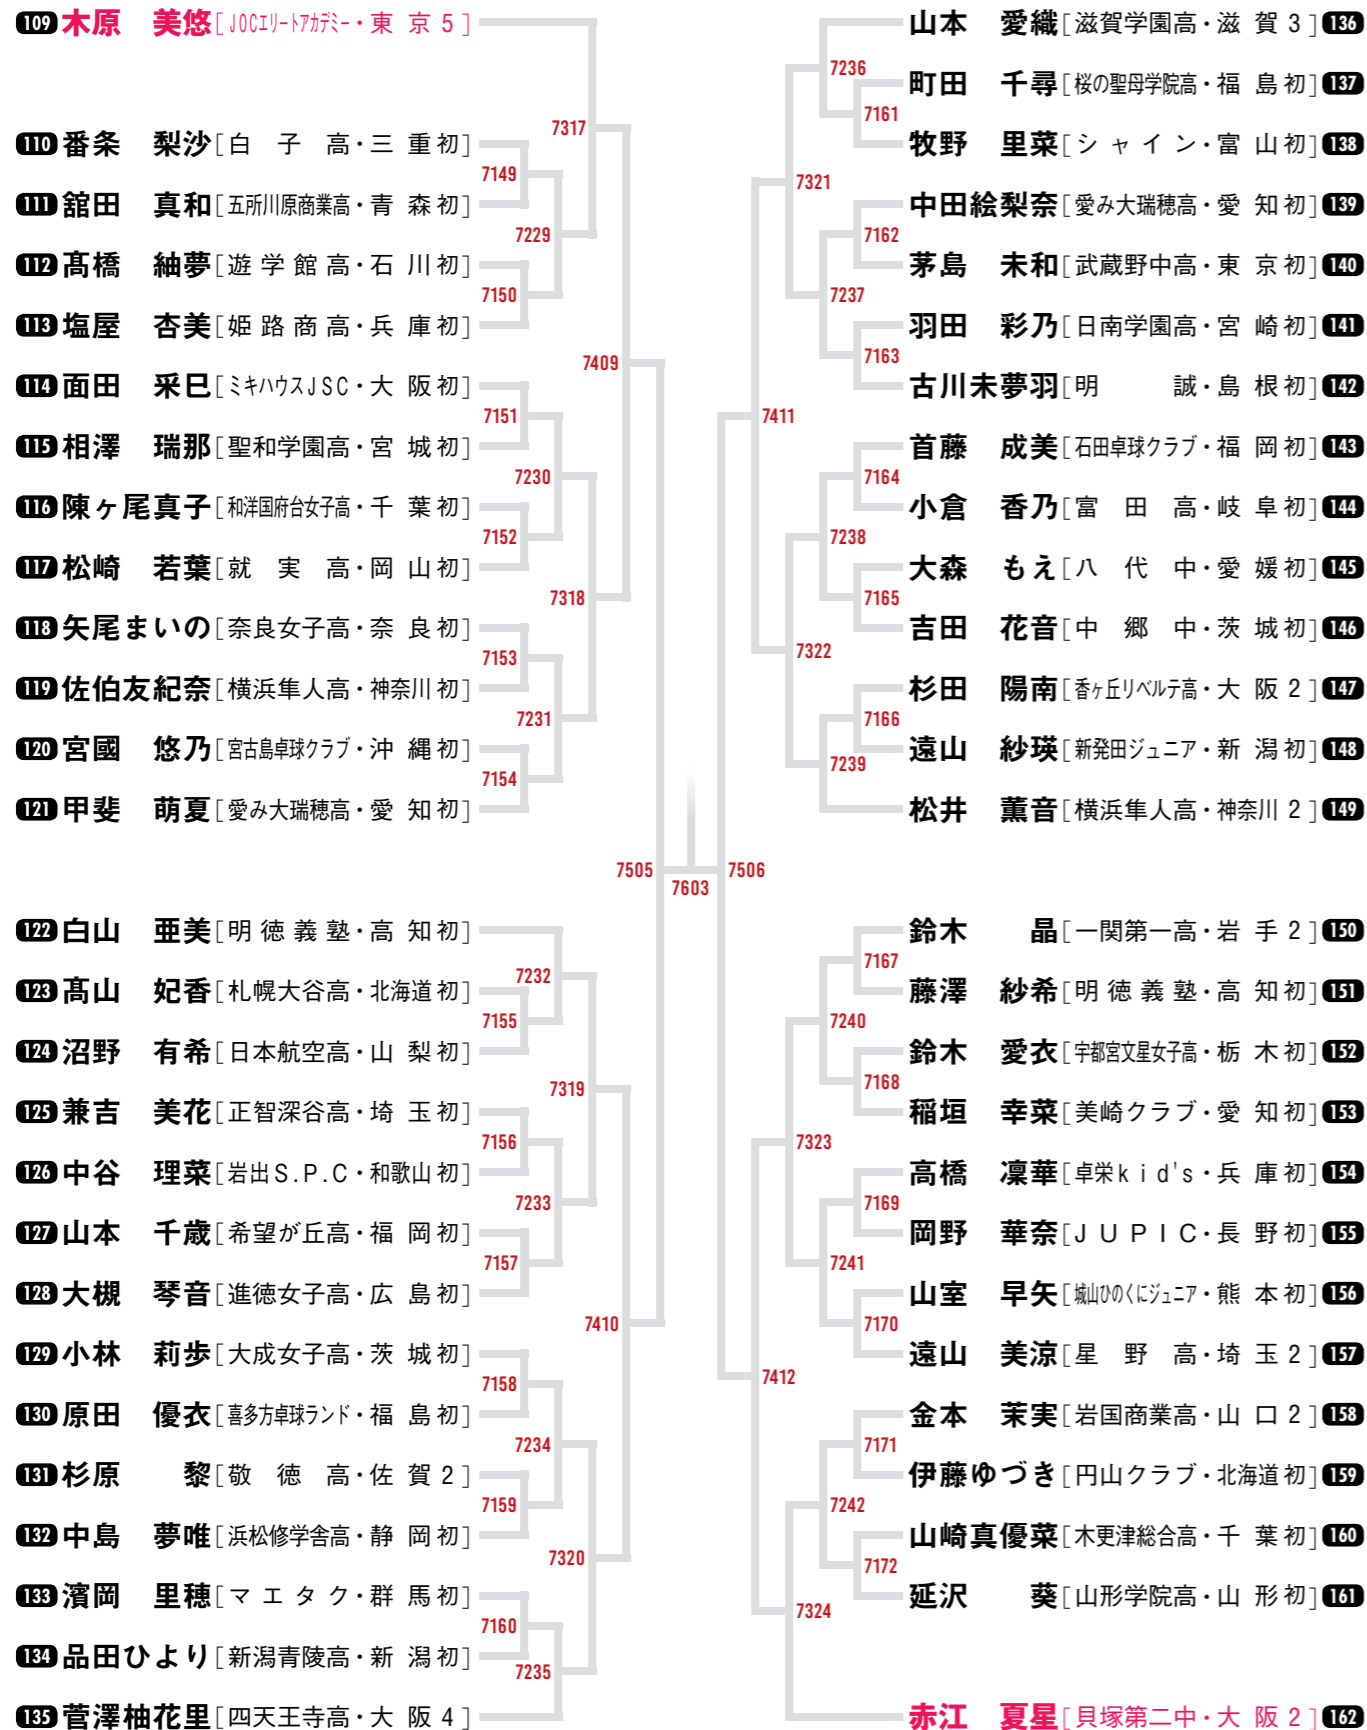 109 木原 美悠 [JOCエリートアカデミー・東京5]
110 番条 梨沙 [白子高・三重初]
111 舘田 真和 [五所川原商業高・青森初]
112 髙橋 紬夢 [遊学館高・石川初]
113 塩屋 杏美 [姫路商高・兵庫初]
114 面田 采巳 [ミキハウスJSC・大阪初]
115 相澤 瑞那 [聖和学園高・宮城初]
116 陳ヶ尾真子 [和洋国府台女子高・千葉初]
117 松崎 若葉 [就実高・岡山初]
118 矢尾まいの [奈良女子高・奈良初]
119 佐伯友紀奈 [横浜隼人高・神奈川初]
120 宮國 悠乃 [宮古島卓球クラブ・沖縄初]
121 甲斐 萌夏 [愛み大瑞穂高・愛知初]
122 白山 亜美 [明徳義塾・高知初]
123 髙山 妃香 [札幌大谷高・北海道初]
124 沼野 有希 [日本航空高・山梨初]
125 兼吉 美花 [正智深谷高・埼玉初]
126 中谷 理菜 [岩出S.P.C・和歌山初]
127 山本 千歳 [希望が丘高・福岡初]
128 大槻 琴音 [進徳女子高・広島初]
129 小林 莉歩 [大成女子高・茨城初]
130 原田 優衣 [喜多方卓球ランド・福島初]
131 杉原 黎 [敬徳高・佐賀2]
132 中島 夢唯 [浜松修学舎高・静岡初]
133 濱岡 里穂 [マエタク・群馬初]
134 品田ひより [新潟青陵高・新潟初]
135 菅澤柚花里 [四天王寺高・大阪4]
7317
7149
7229
7150
7409
7151
7230
7152
7318
7153
7231
7154
7505
7603
7506
7232
7155
7319
7156
7233
7157
7410
7158
7234
7159
7320
7160
7235
7236
7161
7321
7162
7237
7163
7411
7164
7238
7165
7322
7166
7239
7167
7240
7168
7323
7169
7241
7170
7412
7171
7242
7172
7324
山本 愛織 [滋賀学園高・滋賀3] 136
町田 千尋 [桜の聖母学院高・福島初] 137
牧野 里菜 [シャイン・富山初] 138
中田絵梨奈 [愛み大瑞穂高・愛知初] 139
茅島 未和 [武蔵野中高・東京初] 140
羽田 彩乃 [日南学園高・宮崎初] 141
古川未夢羽 [明誠・島根初] 142
首藤 成美 [石田卓球クラブ・福岡初] 143
小倉 香乃 [富田高・岐阜初] 144
大森 もえ [八代中・愛媛初] 145
吉田 花音 [中郷中・茨城初] 146
杉田 陽南 [香ヶ丘リベルテ高・大阪2] 147
遠山 紗瑛 [新発田ジュニア・新潟初] 148
松井 薫音 [横浜隼人高・神奈川2] 149
鈴木 晶 [一関第一高・岩手2] 150
藤澤 紗希 [明徳義塾・高知初] 151
鈴木 愛衣 [宇都宮文星女子高・栃木初] 152
稲垣 幸菜 [美崎クラブ・愛知初] 153
高橋 凜華 [卓栄kid's・兵庫初] 154
岡野 華奈 [JUPIC・長野初] 155
山室 早矢 [城山ひのくにジュニア・熊本初] 156
遠山 美涼 [星野高・埼玉2] 157
金本 茉実 [岩国商業高・山口2] 158
伊藤ゆづき [円山クラブ・北海道初] 159
山崎真優菜 [木更津総合高・千葉初] 160
延沢 葵 [山形学院高・山形初] 161
赤江 夏星 [貝塚第二中・大阪2] 162